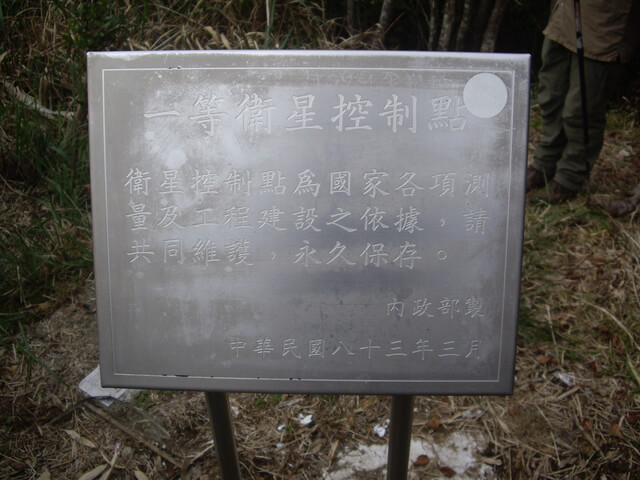 一等衛星控制點
衛星控制點為國家各項測
量及工程建設之依據，請
共同維護，永久保存。
內政部製
中華民國八十三年三月